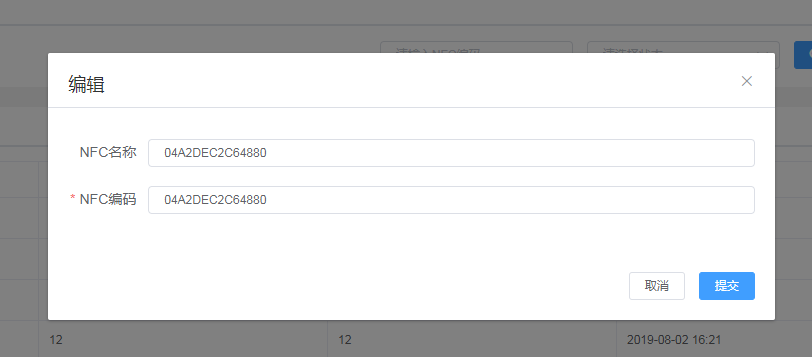 编辑
NFC名称 04A2DEC2C64880
* NFC编码 04A2DEC2C64880
取消 提交
12 12 2019-08-02 16:21